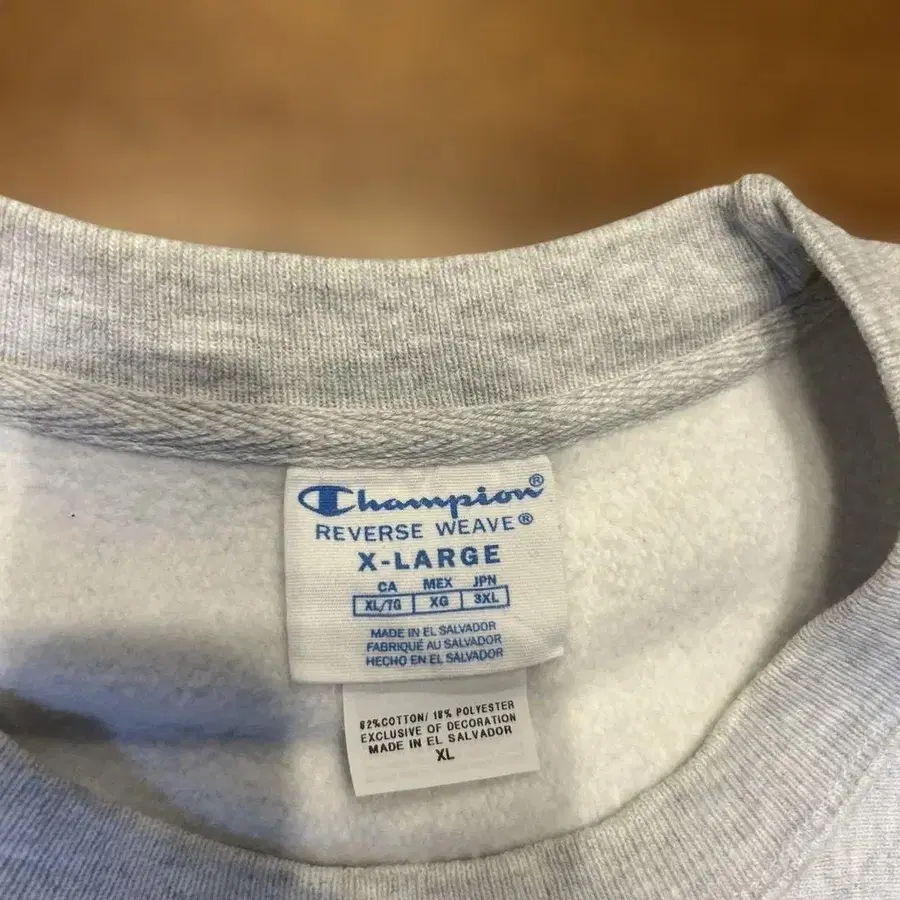 Champion®
REVERSE WEAVE®
X-LARGE
CA MEX JPN
XL/TG XG 3XL
MADE IN EL SALVADOR
FABRIQUÉ AU SALVADOR
HECHO EN EL SALVADOR
82%COTTON/ 18% POLYESTER
EXCLUSIVE OF DECORATION
MADE IN EL SALVADOR
XL